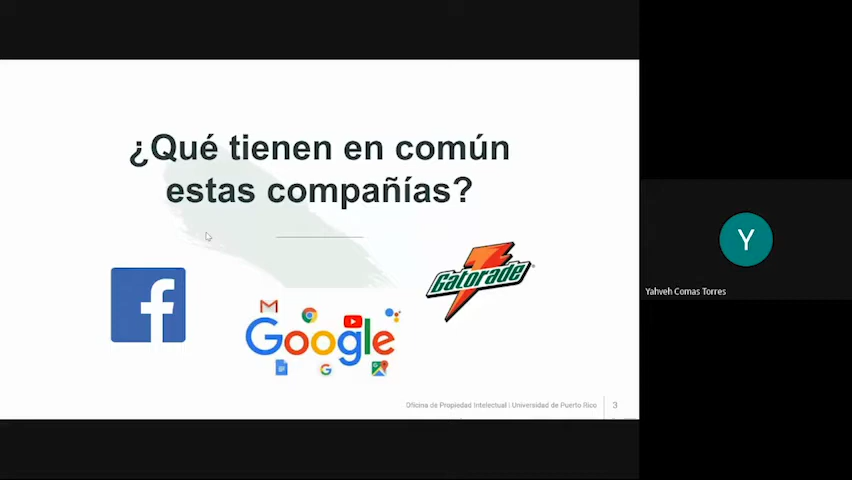 ¿Qué tienen en común
estas compañías?
f
Gatorade
Google
Oficina de Propiedad Intelectual | Universidad de Puerto Rico
3
Y
Yahveh Comas Torres